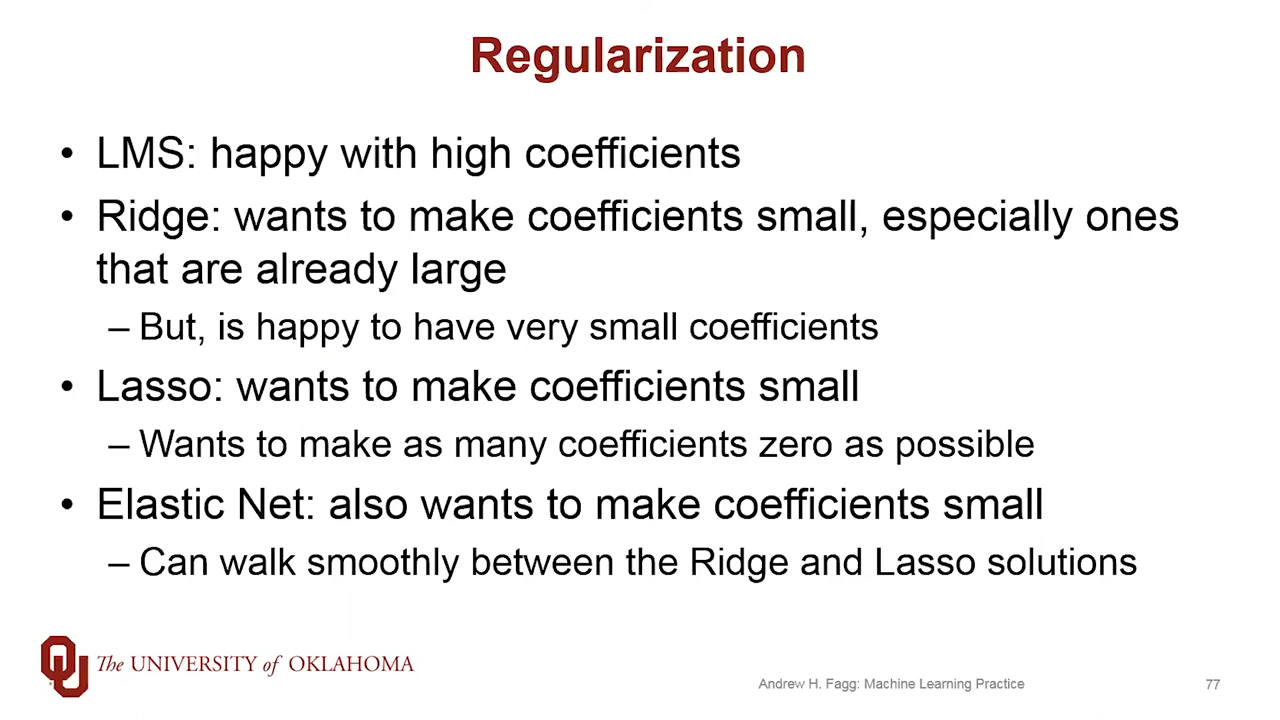 Regularization
• LMS: happy with high coefficients
• Ridge: wants to make coefficients small, especially ones
that are already large
– But, is happy to have very small coefficients
• Lasso: wants to make coefficients small
– Wants to make as many coefficients zero as possible
• Elastic Net: also wants to make coefficients small
– Can walk smoothly between the Ridge and Lasso solutions
OU The UNIVERSITY of OKLAHOMA
Andrew H. Fagg: Machine Learning Practice
77